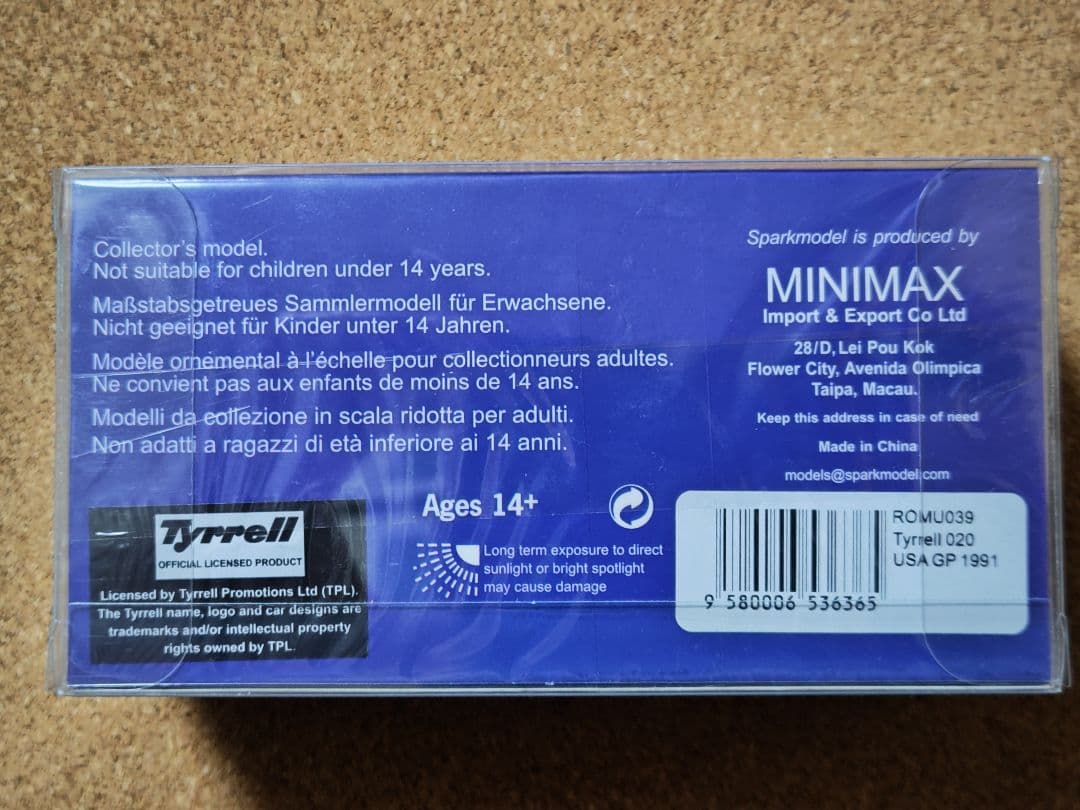 Collector's model.
Not suitable for children under 14 years.
Maßstabsgetreues Sammlermodell für Erwachsene.
Nicht geeignet für Kinder unter 14 Jahren.
Modèle ornemental à l'échelle pour collectionneurs adultes.
Ne convient pas aux enfants de moins de 14 ans.
Modelli da collezione in scala ridotta per adulti.
Non adatti a ragazzi di età inferiore ai 14 anni.
Sparkmodel is produced by
MINIMAX
Import & Export Co Ltd
28/D, Lei Pou Kok
Flower City, Avenida Olimpica
Taipa, Macau.
Keep this address in case of need
Made in China
models@sparkmodel.com
Tyrrell
OFFICIAL LICENSED PRODUCT
Licensed by Tyrrell Promotions Ltd (TPL).
The Tyrrell name, logo and car designs are
trademarks and/or intellectual property
rights owned by TPL.
Ages 14+
Long term exposure to direct
sunlight or bright spotlight
may cause damage
ROMU039
Tyrrell 020
USA GP 1991
9 580006 536365